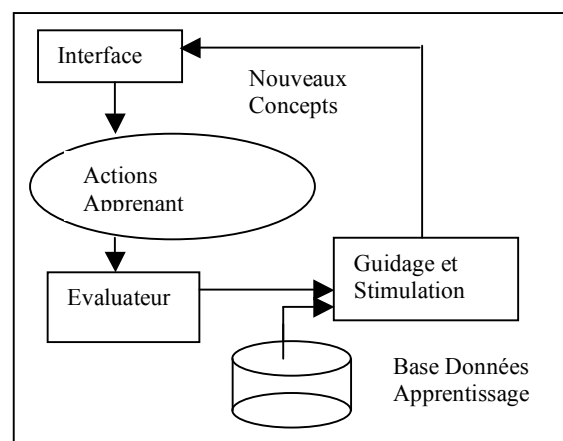 Interface
Nouveaux
Concepts
Actions
Apprenant
Evaluateur
Guidage et
Stimulation
Base Données
Apprentissage